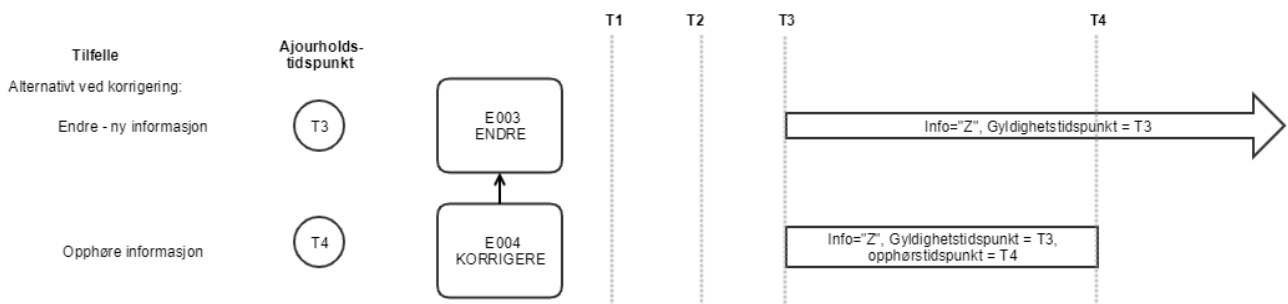 T1
T2
T3
T4
Tilfelle
Ajourholds-
tidspunkt
Alternativt ved korrigering:
Endre - ny informasjon
T3
E003
ENDRE
Info="Z", Gyldighetstidspunkt = T3
Opphøre informasjon
T4
E004
KORRIGERE
Info="Z", Gyldighetstidspunkt = T3,
opphørstidspunkt = T4